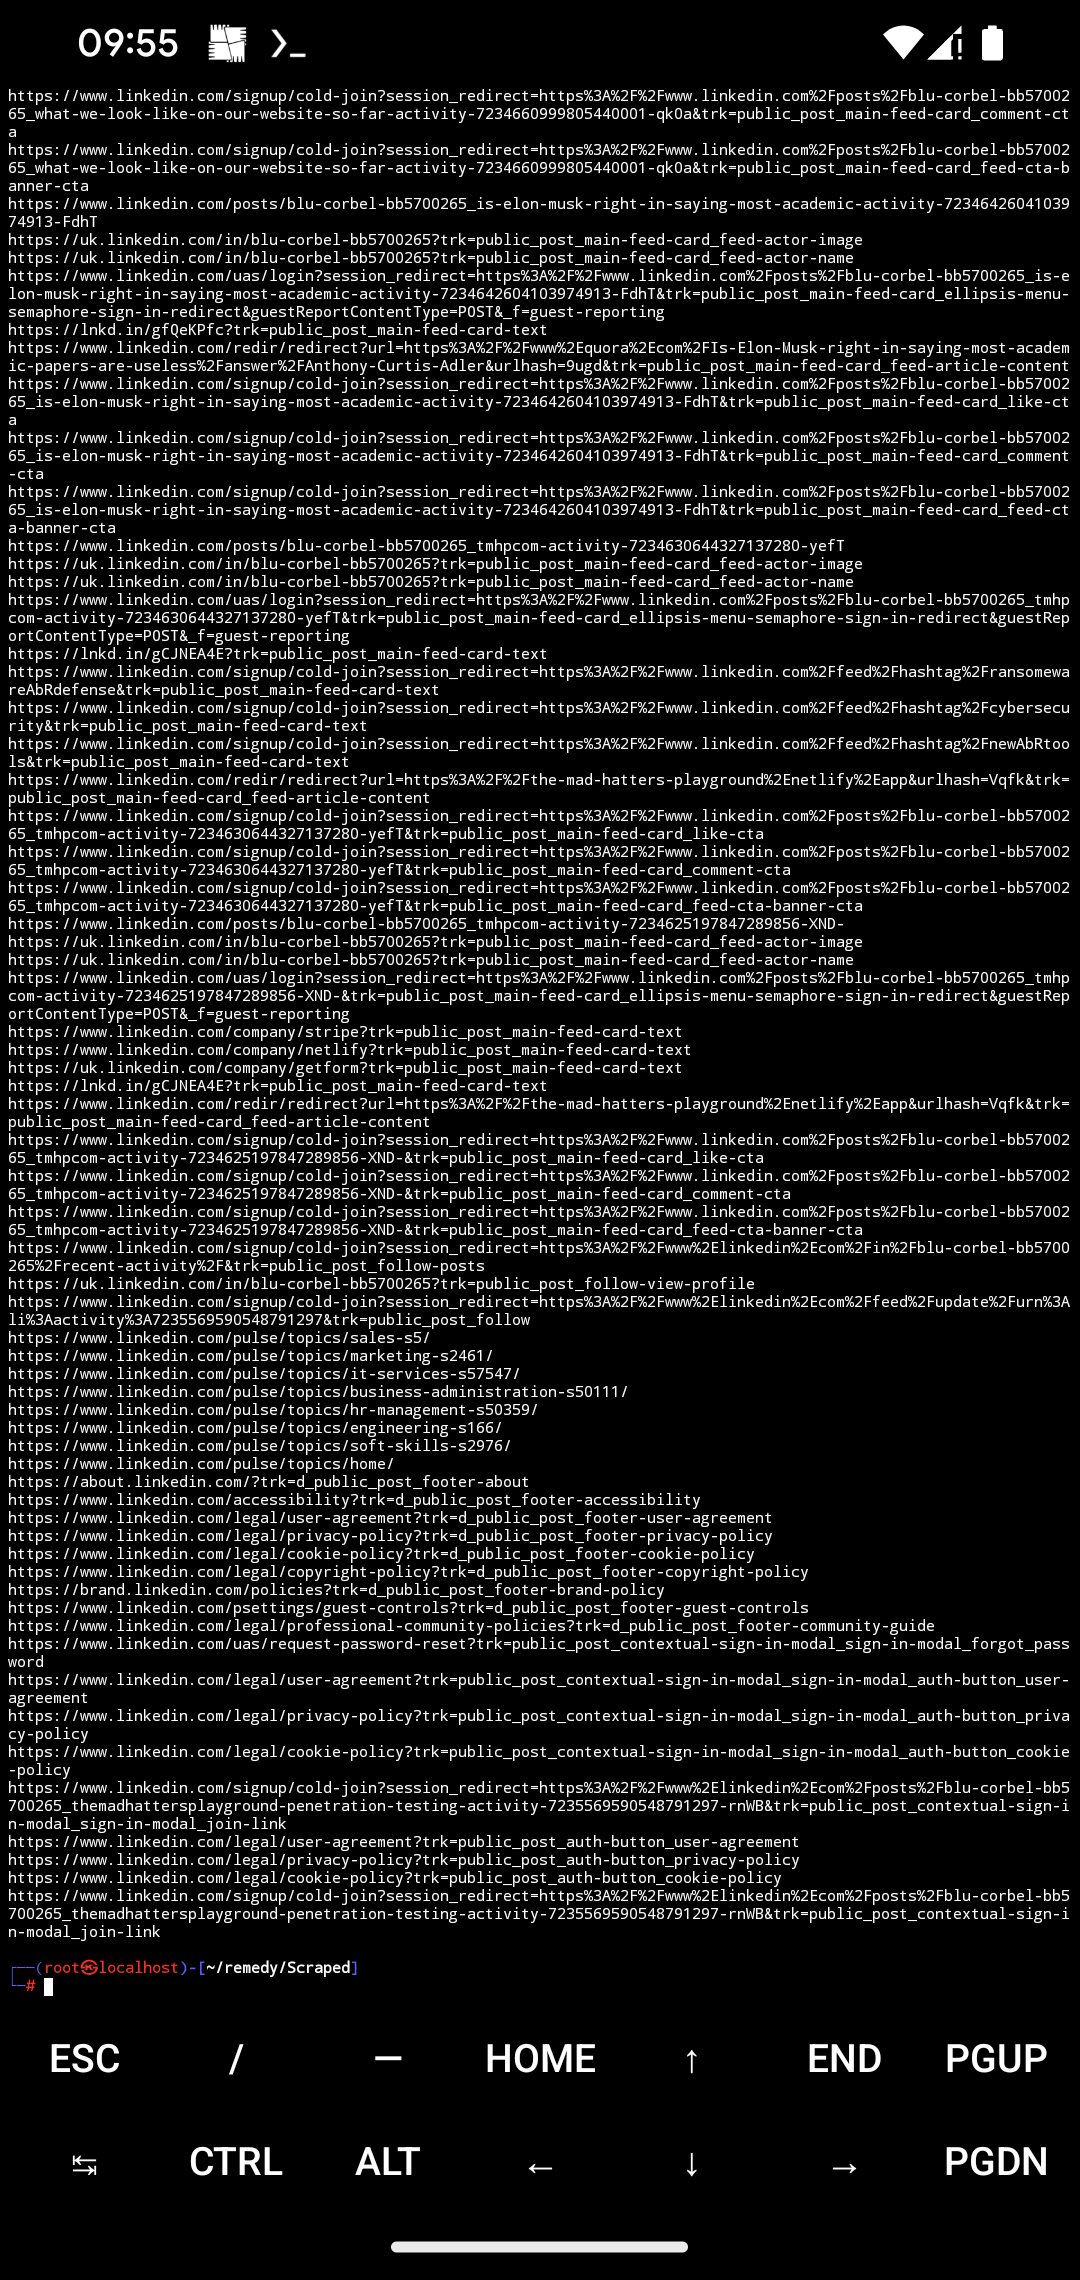 09:55
https://www.linkedin.com/signup/cold-join?session_redirect=https%3A%2F%2Fwww.linkedin.com%2Fposts%2Fblu-corbel-bb57002
65_what-we-look-like-on-our-website-so-far-activity-7234660999805440001-qk0a&trk=public_post_main-feed-card_comment-ct
a
https://www.linkedin.com/signup/cold-join?session_redirect=https%3A%2F%2Fwww.linkedin.com%2Fposts%2Fblu-corbel-bb57002
65_what-we-look-like-on-our-website-so-far-activity-7234660999805440001-qk0a&trk=public_post_main-feed-card_feed-cta-b
anner-cta
https://www.linkedin.com/posts/blu-corbel-bb5700265_is-elon-musk-right-in-saying-most-academic-activity-72346426041039
74913-FdhT
https://uk.linkedin.com/in/blu-corbel-bb5700265?trk=public_post_main-feed-card_feed-actor-image
https://uk.linkedin.com/in/blu-corbel-bb5700265?trk=public_post_main-feed-card_feed-actor-name
https://www.linkedin.com/uas/login?session_redirect=https%3A%2F%2Fwww.linkedin.com%2Fposts%2Fblu-corbel-bb5700265_is-e
lon-musk-right-in-saying-most-academic-activity-7234642604103974913-FdhT&trk=public_post_main-feed-card_ellipsis-menu-
semaphore-sign-in-redirect&guestReportContentType=POST&_f=guest-reporting
https://lnkd.in/gfQeKPfc?trk=public_post_main-feed-card-text
https://www.linkedin.com/redir/redirect?url=https%3A%2F%2Fwww%2Equora%2Ecom%2FIs-Elon-Musk-right-in-saying-most-academ
ic-papers-are-useless%2Fanswer%2FAnthony-Curtis-Adler&urlhash=9ugd&trk=public_post_main-feed-card_feed-article-content
https://www.linkedin.com/signup/cold-join?session_redirect=https%3A%2F%2Fwww.linkedin.com%2Fposts%2Fblu-corbel-bb57002
65_is-elon-musk-right-in-saying-most-academic-activity-7234642604103974913-FdhT&trk=public_post_main-feed-card_like-ct
a
https://www.linkedin.com/signup/cold-join?session_redirect=https%3A%2F%2Fwww.linkedin.com%2Fposts%2Fblu-corbel-bb57002
65_is-elon-musk-right-in-saying-most-academic-activity-7234642604103974913-FdhT&trk=public_post_main-feed-card_comment
-cta
https://www.linkedin.com/signup/cold-join?session_redirect=https%3A%2F%2Fwww.linkedin.com%2Fposts%2Fblu-corbel-bb57002
65_is-elon-musk-right-in-saying-most-academic-activity-7234642604103974913-FdhT&trk=public_post_main-feed-card_feed-ct
a-banner-cta
https://www.linkedin.com/posts/blu-corbel-bb5700265_tmhpcom-activity-7234630644327137280-yefT
https://uk.linkedin.com/in/blu-corbel-bb5700265?trk=public_post_main-feed-card_feed-actor-image
https://uk.linkedin.com/in/blu-corbel-bb5700265?trk=public_post_main-feed-card_feed-actor-name
https://www.linkedin.com/uas/login?session_redirect=https%3A%2F%2Fwww.linkedin.com%2Fposts%2Fblu-corbel-bb5700265_tmhp
com-activity-7234630644327137280-yefT&trk=public_post_main-feed-card_ellipsis-menu-semaphore-sign-in-redirect&guestRep
ortContentType=POST&_f=guest-reporting
https://lnkd.in/gCJNEA4E?trk=public_post_main-feed-card-text
https://www.linkedin.com/signup/cold-join?session_redirect=https%3A%2F%2Fwww.linkedin.com%2Ffeed%2Fhashtag%2Fransomewa
reAbRdefense&trk=public_post_main-feed-card-text
https://www.linkedin.com/signup/cold-join?session_redirect=https%3A%2F%2Fwww.linkedin.com%2Ffeed%2Fhashtag%2Fcybersecu
rity&trk=public_post_main-feed-card-text
https://www.linkedin.com/signup/cold-join?session_redirect=https%3A%2F%2Fwww.linkedin.com%2Ffeed%2Fhashtag%2FnewAbRtoo
ls&trk=public_post_main-feed-card-text
https://www.linkedin.com/redir/redirect?url=https%3A%2F%2Fthe-mad-hatters-playground%2Enetlify%2Eapp&urlhash=Vqfk&trk=
public_post_main-feed-card_feed-article-content
https://www.linkedin.com/signup/cold-join?session_redirect=https%3A%2F%2Fwww.linkedin.com%2Fposts%2Fblu-corbel-bb57002
65_tmhpcom-activity-7234630644327137280-yefT&trk=public_post_main-feed-card_like-cta
https://www.linkedin.com/signup/cold-join?session_redirect=https%3A%2F%2Fwww.linkedin.com%2Fposts%2Fblu-corbel-bb57002
65_tmhpcom-activity-7234630644327137280-yefT&trk=public_post_main-feed-card_comment-cta
https://www.linkedin.com/signup/cold-join?session_redirect=https%3A%2F%2Fwww.linkedin.com%2Fposts%2Fblu-corbel-bb57002
65_tmhpcom-activity-7234630644327137280-yefT&trk=public_post_main-feed-card_feed-cta-banner-cta
https://www.linkedin.com/posts/blu-corbel-bb5700265_tmhpcom-activity-7234625197847289856-XND-
https://uk.linkedin.com/in/blu-corbel-bb5700265?trk=public_post_main-feed-card_feed-actor-image
https://uk.linkedin.com/in/blu-corbel-bb5700265?trk=public_post_main-feed-card_feed-actor-name
https://www.linkedin.com/uas/login?session_redirect=https%3A%2F%2Fwww.linkedin.com%2Fposts%2Fblu-corbel-bb5700265_tmhp
com-activity-7234625197847289856-XND-&trk=public_post_main-feed-card_ellipsis-menu-semaphore-sign-in-redirect&guestRep
ortContentType=POST&_f=guest-reporting
https://www.linkedin.com/company/stripe?trk=public_post_main-feed-card-text
https://www.linkedin.com/company/netlify?trk=public_post_main-feed-card-text
https://uk.linkedin.com/company/getform?trk=public_post_main-feed-card-text
https://lnkd.in/gCJNEA4E?trk=public_post_main-feed-card-text
https://www.linkedin.com/redir/redirect?url=https%3A%2F%2Fthe-mad-hatters-playground%2Enetlify%2Eapp&urlhash=Vqfk&trk=
public_post_main-feed-card_feed-article-content
https://www.linkedin.com/signup/cold-join?session_redirect=https%3A%2F%2Fwww.linkedin.com%2Fposts%2Fblu-corbel-bb57002
65_tmhpcom-activity-7234625197847289856-XND-&trk=public_post_main-feed-card_like-cta
https://www.linkedin.com/signup/cold-join?session_redirect=https%3A%2F%2Fwww.linkedin.com%2Fposts%2Fblu-corbel-bb57002
65_tmhpcom-activity-7234625197847289856-XND-&trk=public_post_main-feed-card_comment-cta
https://www.linkedin.com/signup/cold-join?session_redirect=https%3A%2F%2Fwww.linkedin.com%2Fposts%2Fblu-corbel-bb57002
65_tmhpcom-activity-7234625197847289856-XND-&trk=public_post_main-feed-card_feed-cta-banner-cta
https://www.linkedin.com/signup/cold-join?session_redirect=https%3A%2F%2Fwww%2Elinkedin%2Ecom%2Fin%2Fblu-corbel-bb5700
265%2Frecent-activity%2F&trk=public_post_follow-posts
https://uk.linkedin.com/in/blu-corbel-bb5700265?trk=public_post_follow-view-profile
https://www.linkedin.com/signup/cold-join?session_redirect=https%3A%2F%2Fwww%2Elinkedin%2Ecom%2Ffeed%2Fupdate%2Furn%3A
li%3Aactivity%3A7235569590548791297&trk=public_post_follow
https://www.linkedin.com/pulse/topics/sales-s5/
https://www.linkedin.com/pulse/topics/marketing-s2461/
https://www.linkedin.com/pulse/topics/it-services-s57547/
https://www.linkedin.com/pulse/topics/business-administration-s50111/
https://www.linkedin.com/pulse/topics/hr-management-s50359/
https://www.linkedin.com/pulse/topics/engineering-s166/
https://www.linkedin.com/pulse/topics/soft-skills-s2976/
https://www.linkedin.com/pulse/topics/home/
https://about.linkedin.com/?trk=d_public_post_footer-about
https://www.linkedin.com/accessibility?trk=d_public_post_footer-accessibility
https://www.linkedin.com/legal/user-agreement?trk=d_public_post_footer-user-agreement
https://www.linkedin.com/legal/privacy-policy?trk=d_public_post_footer-privacy-policy
https://www.linkedin.com/legal/cookie-policy?trk=d_public_post_footer-cookie-policy
https://www.linkedin.com/legal/copyright-policy?trk=d_public_post_footer-copyright-policy
https://brand.linkedin.com/policies?trk=d_public_post_footer-brand-policy
https://www.linkedin.com/psettings/guest-controls?trk=d_public_post_footer-guest-controls
https://www.linkedin.com/legal/professional-community-policies?trk=d_public_post_footer-community-guide
https://www.linkedin.com/uas/request-password-reset?trk=public_post_contextual-sign-in-modal_sign-in-modal_forgot_pass
word
https://www.linkedin.com/legal/user-agreement?trk=public_post_contextual-sign-in-modal_sign-in-modal_auth-button_user-
agreement
https://www.linkedin.com/legal/privacy-policy?trk=public_post_contextual-sign-in-modal_sign-in-modal_auth-button_priva
cy-policy
https://www.linkedin.com/legal/cookie-policy?trk=public_post_contextual-sign-in-modal_sign-in-modal_auth-button_cookie
-policy
https://www.linkedin.com/signup/cold-join?session_redirect=https%3A%2F%2Fwww%2Elinkedin%2Ecom%2Fposts%2Fblu-corbel-bb5
700265_themadhattersplayground-penetration-testing-activity-7235569590548791297-rnWB&trk=public_post_contextual-sign-i
n-modal_sign-in-modal_join-link
https://www.linkedin.com/legal/user-agreement?trk=public_post_auth-button_user-agreement
https://www.linkedin.com/legal/privacy-policy?trk=public_post_auth-button_privacy-policy
https://www.linkedin.com/legal/cookie-policy?trk=public_post_auth-button_cookie-policy
https://www.linkedin.com/signup/cold-join?session_redirect=https%3A%2F%2Fwww%2Elinkedin%2Ecom%2Fposts%2Fblu-corbel-bb5
700265_themadhattersplayground-penetration-testing-activity-7235569590548791297-rnWB&trk=public_post_contextual-sign-i
n-modal_join-link
┌──(root㉿localhost)-[~/remedy/Scraped]
└─#
ESC / — HOME ↑ END PGUP
↹ CTRL ALT ← ↓ → PGDN